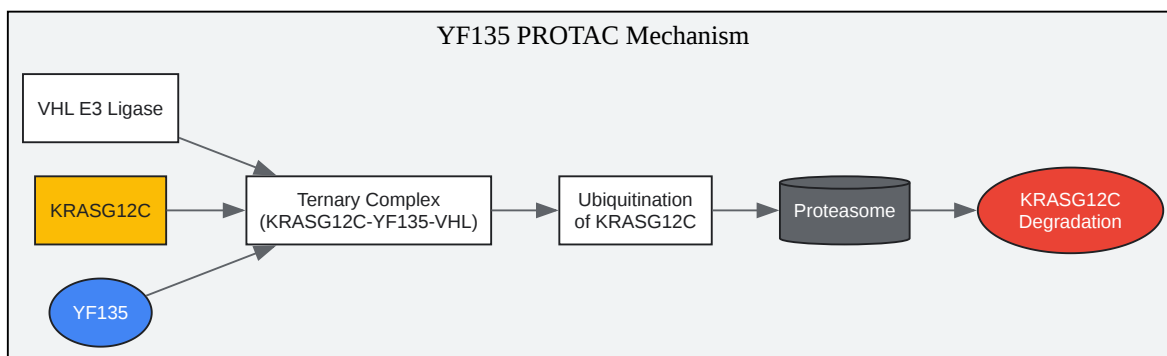 YF135 PROTAC Mechanism
VHL E3 Ligase
KRASG12C
YF135
Ternary Complex
(KRASG12C-YF135-VHL)
Ubiquitination
of KRASG12C
Proteasome
KRASG12C
Degradation